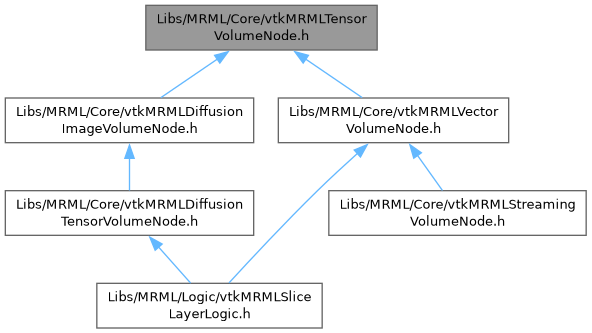 Libs/MRML/Core/vtkMRMLTensor
VolumeNode.h
Libs/MRML/Core/vtkMRMLDiffusion
ImageVolumeNode.h
Libs/MRML/Core/vtkMRMLVector
VolumeNode.h
Libs/MRML/Core/vtkMRMLDiffusion
TensorVolumeNode.h
Libs/MRML/Core/vtkMRMLStreaming
VolumeNode.h
Libs/MRML/Logic/vtkMRMLSlice
LayerLogic.h